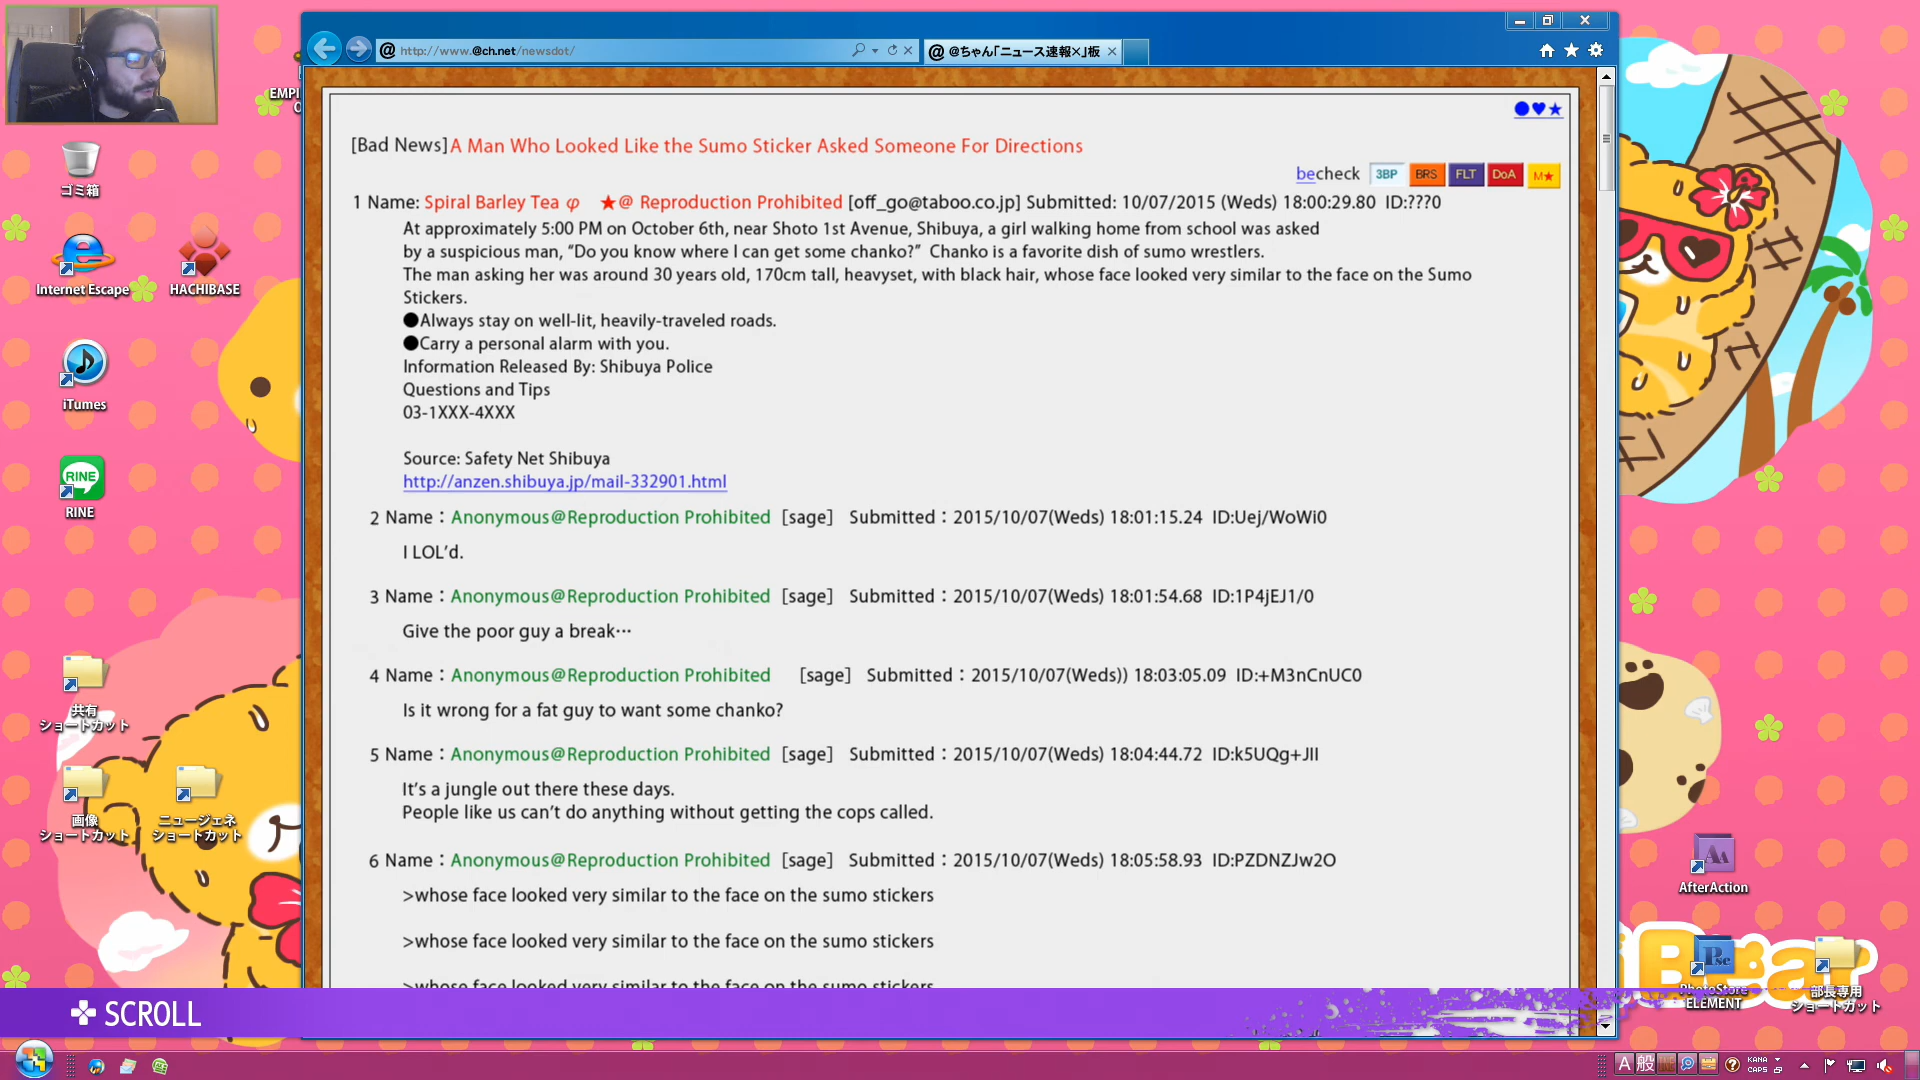 http://www.@ch.net/newsdot/
@ちゃん「ニュース速報×」板
[Bad News]A Man Who Looked Like the Sumo Sticker Asked Someone For Directions
becheck 3BP BRS FLT DoA M★
1 Name: Spiral Barley Tea φ ★@ Reproduction Prohibited [off_go@taboo.co.jp] Submitted: 10/07/2015 (Weds) 18:00:29.80 ID:???0
At approximately 5:00 PM on October 6th, near Shoto 1st Avenue, Shibuya, a girl walking home from school was asked
by a suspicious man, “Do you know where I can get some chanko?” Chanko is a favorite dish of sumo wrestlers.
The man asking her was around 30 years old, 170cm tall, heavyset, with black hair, whose face looked very similar to the face on the Sumo
Stickers.
●Always stay on well-lit, heavily-traveled roads.
●Carry a personal alarm with you.
Information Released By: Shibuya Police
Questions and Tips
03-1XXX-4XXX
Source: Safety Net Shibuya
http://anzen.shibuya.jp/mail-332901.html
2 Name：Anonymous@Reproduction Prohibited [sage] Submitted：2015/10/07(Weds) 18:01:15.24 ID:Uej/WoWi0
I LOL’d.
3 Name：Anonymous@Reproduction Prohibited [sage] Submitted：2015/10/07(Weds) 18:01:54.68 ID:1P4jEJ1/0
Give the poor guy a break…
4 Name：Anonymous@Reproduction Prohibited [sage] Submitted：2015/10/07(Weds)) 18:03:05.09 ID:+M3nCnUC0
Is it wrong for a fat guy to want some chanko?
5 Name：Anonymous@Reproduction Prohibited [sage] Submitted：2015/10/07(Weds) 18:04:44.72 ID:k5UQg+JII
It’s a jungle out there these days.
People like us can’t do anything without getting the cops called.
6 Name：Anonymous@Reproduction Prohibited [sage] Submitted：2015/10/07(Weds) 18:05:58.93 ID:PZDNZJw2O
>whose face looked very similar to the face on the sumo stickers
>whose face looked very similar to the face on the sumo stickers
>whose face looked very similar to the face on the sumo stickers
SCROLL
ゴミ箱
Internet Escape
HACHIBASE
iTumes
RINE
RINE
共有
ショートカット
画像
ショートカット
ニュージェネ
ショートカット
AfterAction
PhotoStore
ELEMENT
部長専用
ショートカット
A 般
KANA
CAPS